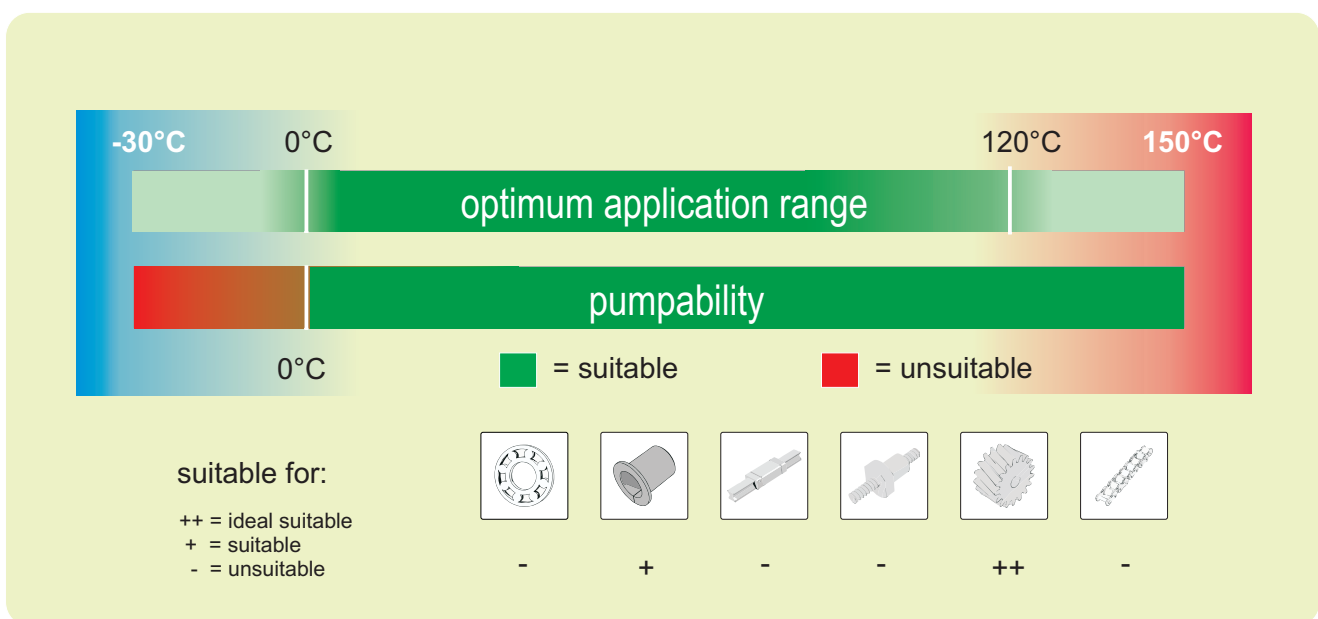 -30°C 0°C 120°C 150°C
optimum application range
pumpability
0°C = suitable = unsuitable
suitable for:
++ = ideal suitable
+ = suitable
- = unsuitable
- + - - ++ -